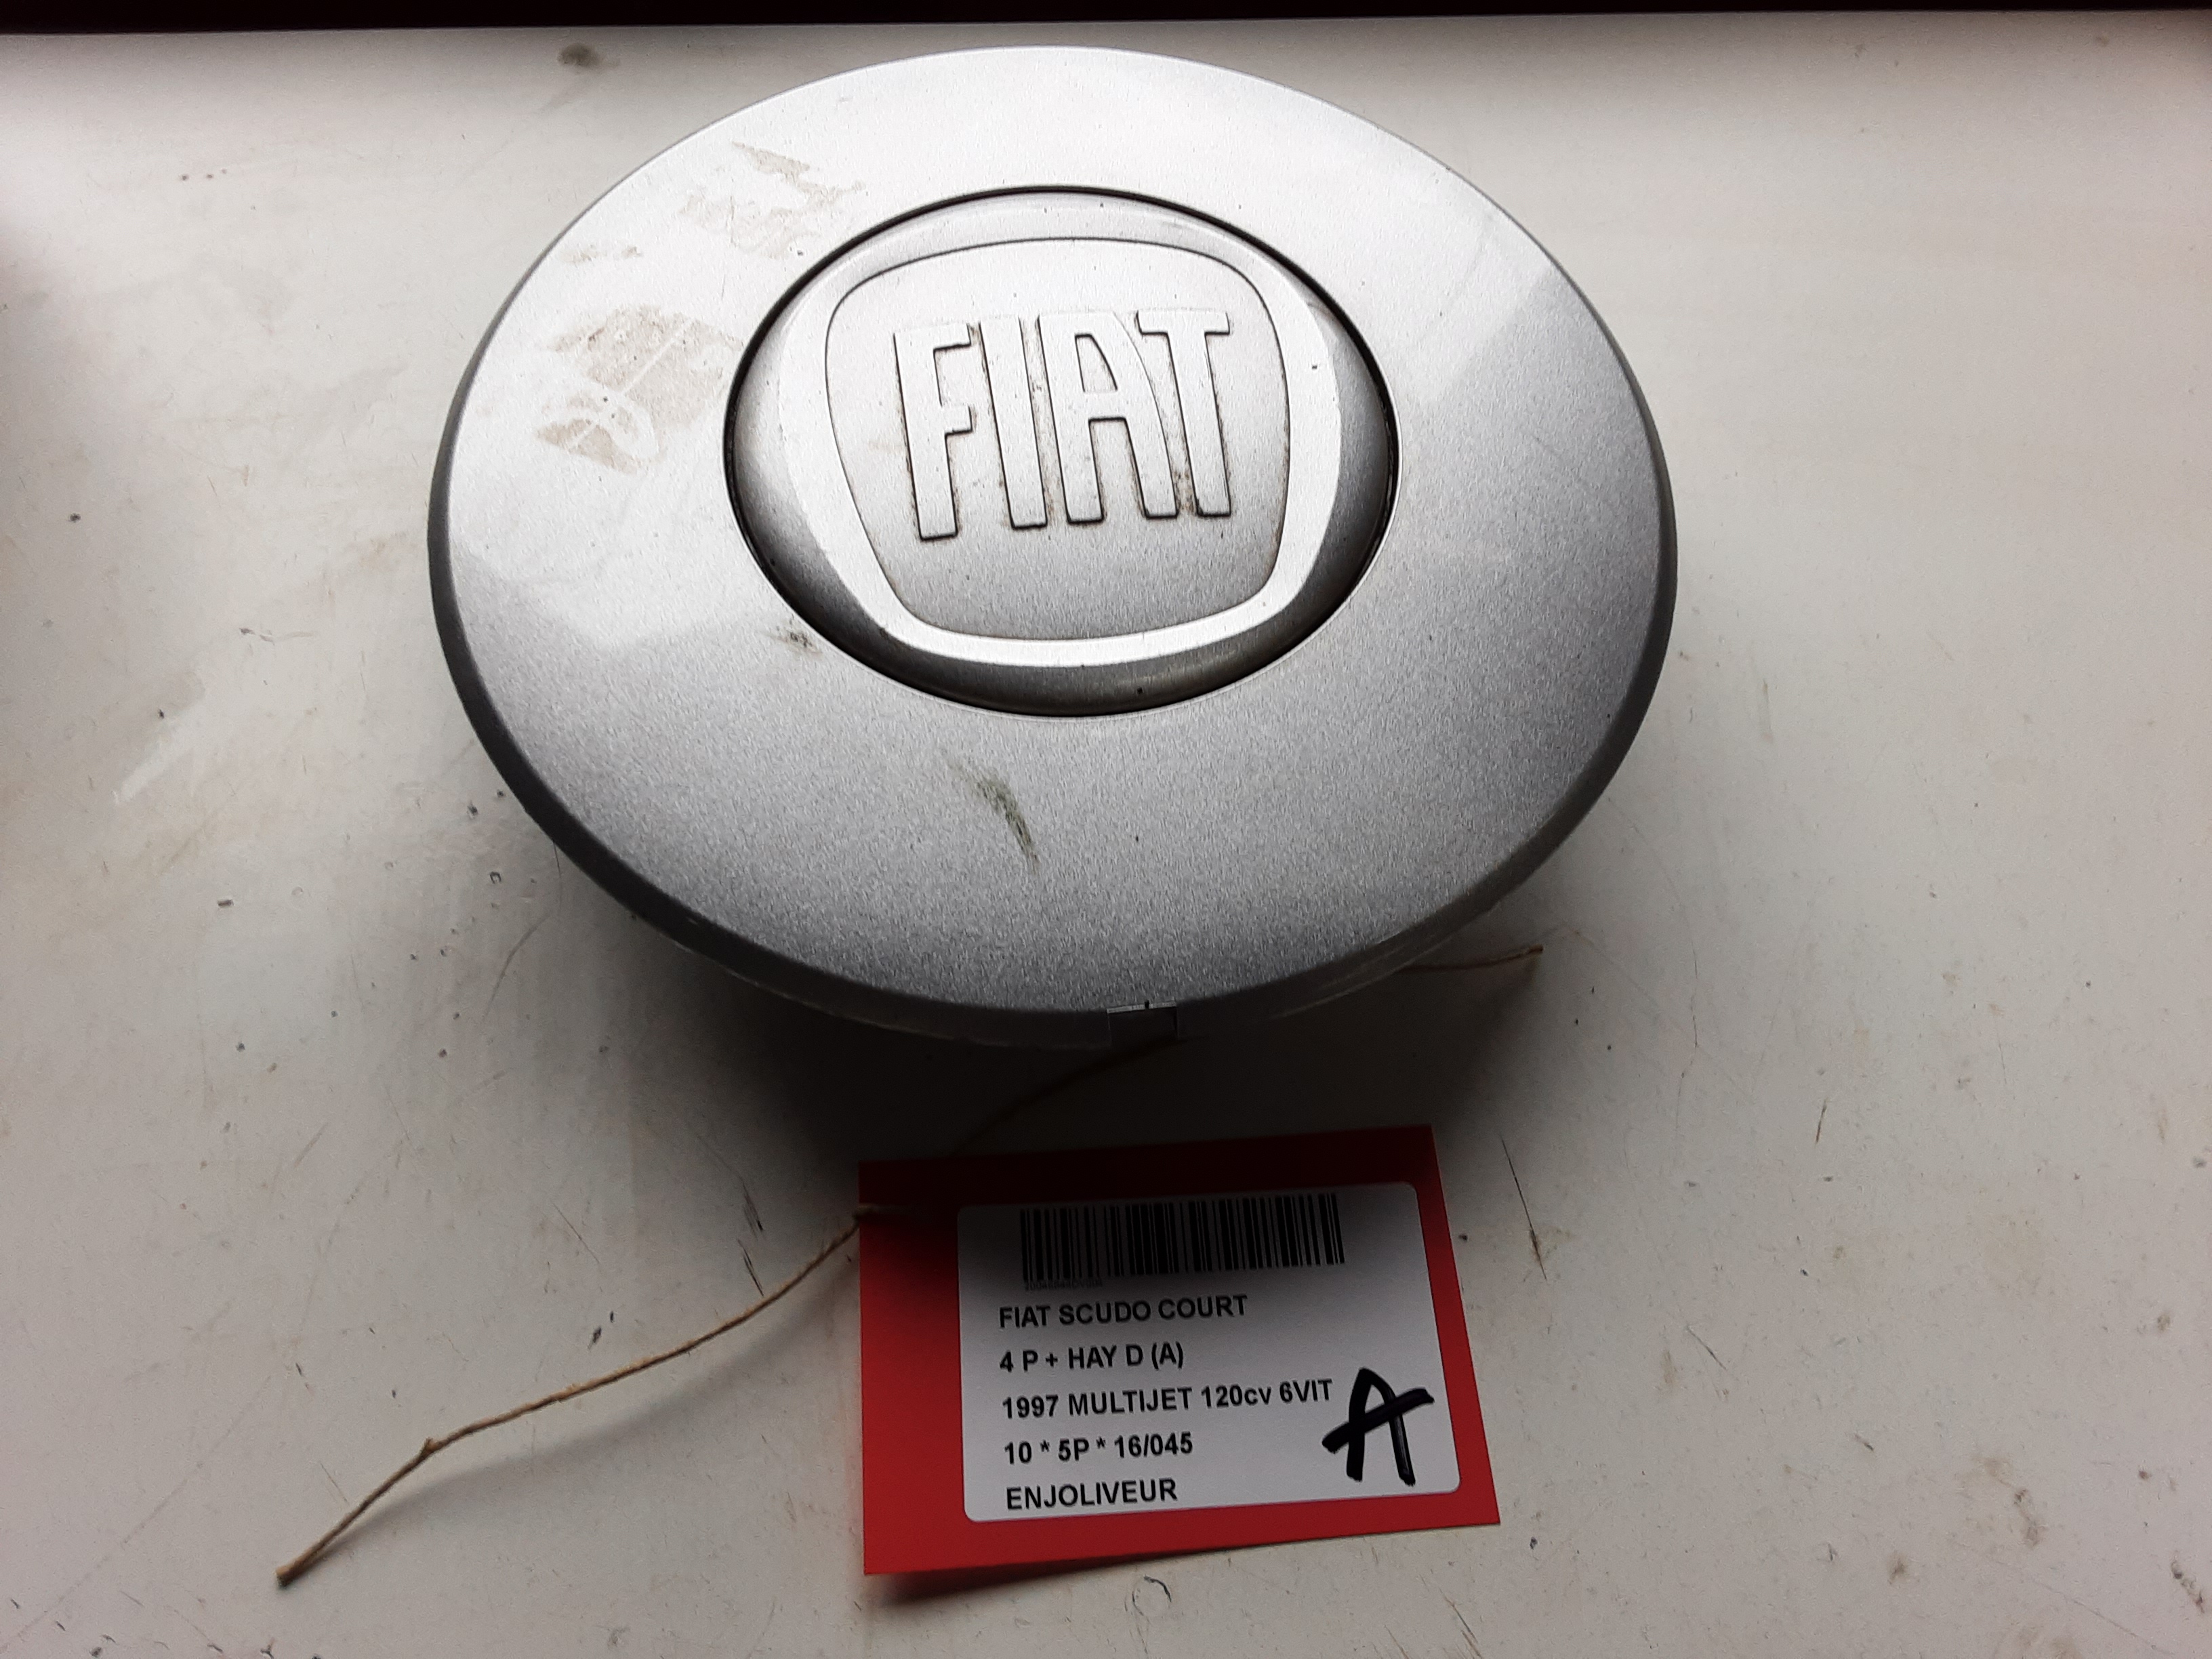 FIAT
FIAT SCUDO COURT
4 P + HAY D (A)
1997 MULTIJET 120cv 6VIT
10 * 5P * 16/045
ENJOLIVEUR
A